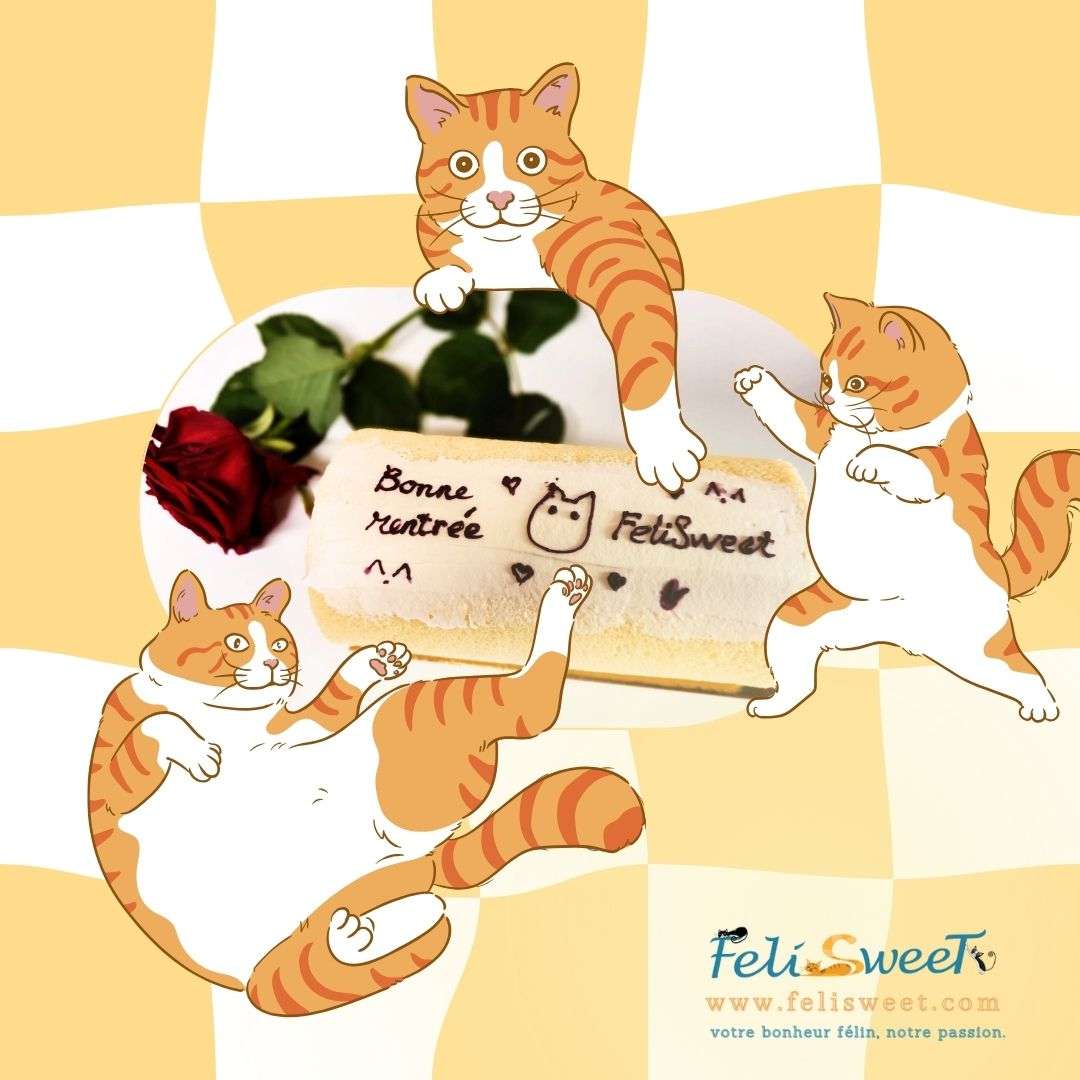 Bonne
rentrée
FeliSweet
^.^
^.^
FeliSweeT
www.felisweet.com
votre bonheur félin, notre passion.